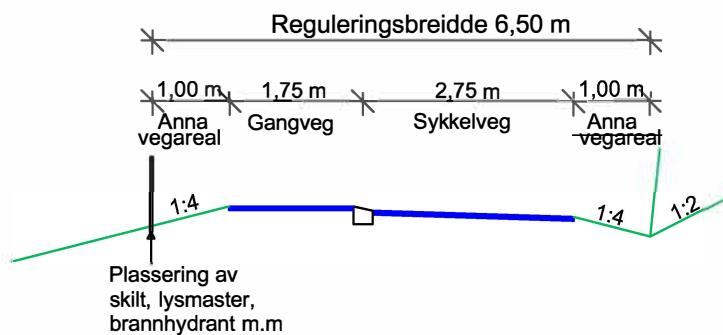 Reguleringsbreidde 6,50 m
1,00 m 1,75 m 2,75 m 1,00 m
Anna vegareal
Gangveg
Sykkelveg
Anna vegareal
1:4
1:4
1:2
Plassering av
skilt, lysmaster,
brannhydrant m.m